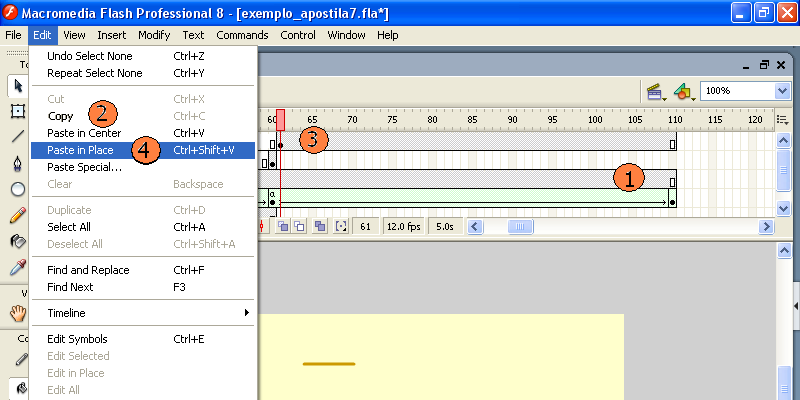 Macromedia Flash Professional 8 - [exemplo_apostila7.fla*]
File Edit View Insert Modify Text Commands Control Window Help
Undo Select None Ctrl+Z
Repeat Select None Ctrl+Y
Cut Ctrl+X
Copy Ctrl+C
2
Paste in Center Ctrl+V
Paste in Place Ctrl+Shift+V
4
Paste Special...
Clear Backspace
Duplicate Ctrl+D
Select All Ctrl+A
Deselect All Ctrl+Shift+A
Find and Replace Ctrl+F
Find Next F3
Timeline
Edit Symbols Ctrl+E
Edit Selected
Edit in Place
Edit All
To
V
Co
100%
60 65 70 75 80 85 90 95 100 105 110 115 120
3
1
a
61 12.0 fps 5.0s